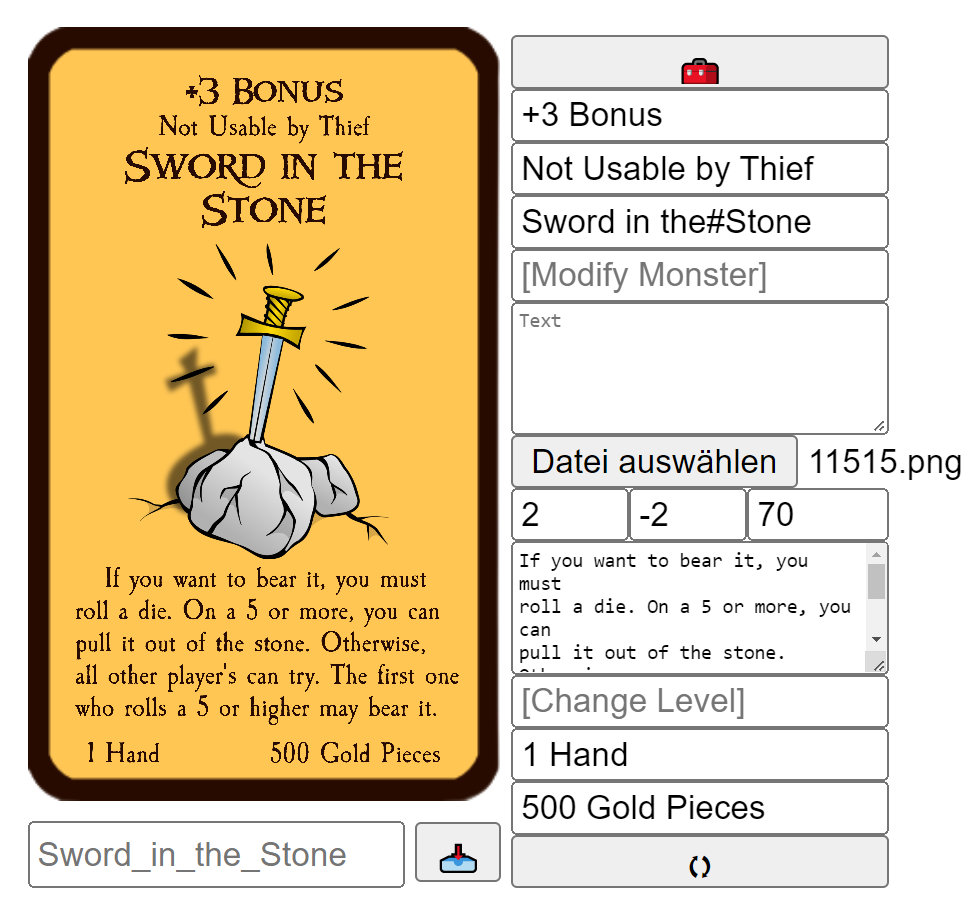 +3 Bonus
Not Usable by Thief
Sword in the
Stone
If you want to bear it, you must
roll a die. On a 5 or more, you can
pull it out of the stone. Otherwise,
all other player's can try. The first one
who rolls a 5 or higher may bear it.
1 Hand 500 Gold Pieces
Sword_in_the_Stone
+3 Bonus
Not Usable by Thief
Sword in the#Stone
[Modify Monster]
Text
Datei auswählen 11515.png
2 -2 70
If you want to bear it, you
must
roll a die. On a 5 or more, you
can
pull it out of the stone.
[Change Level]
1 Hand
500 Gold Pieces